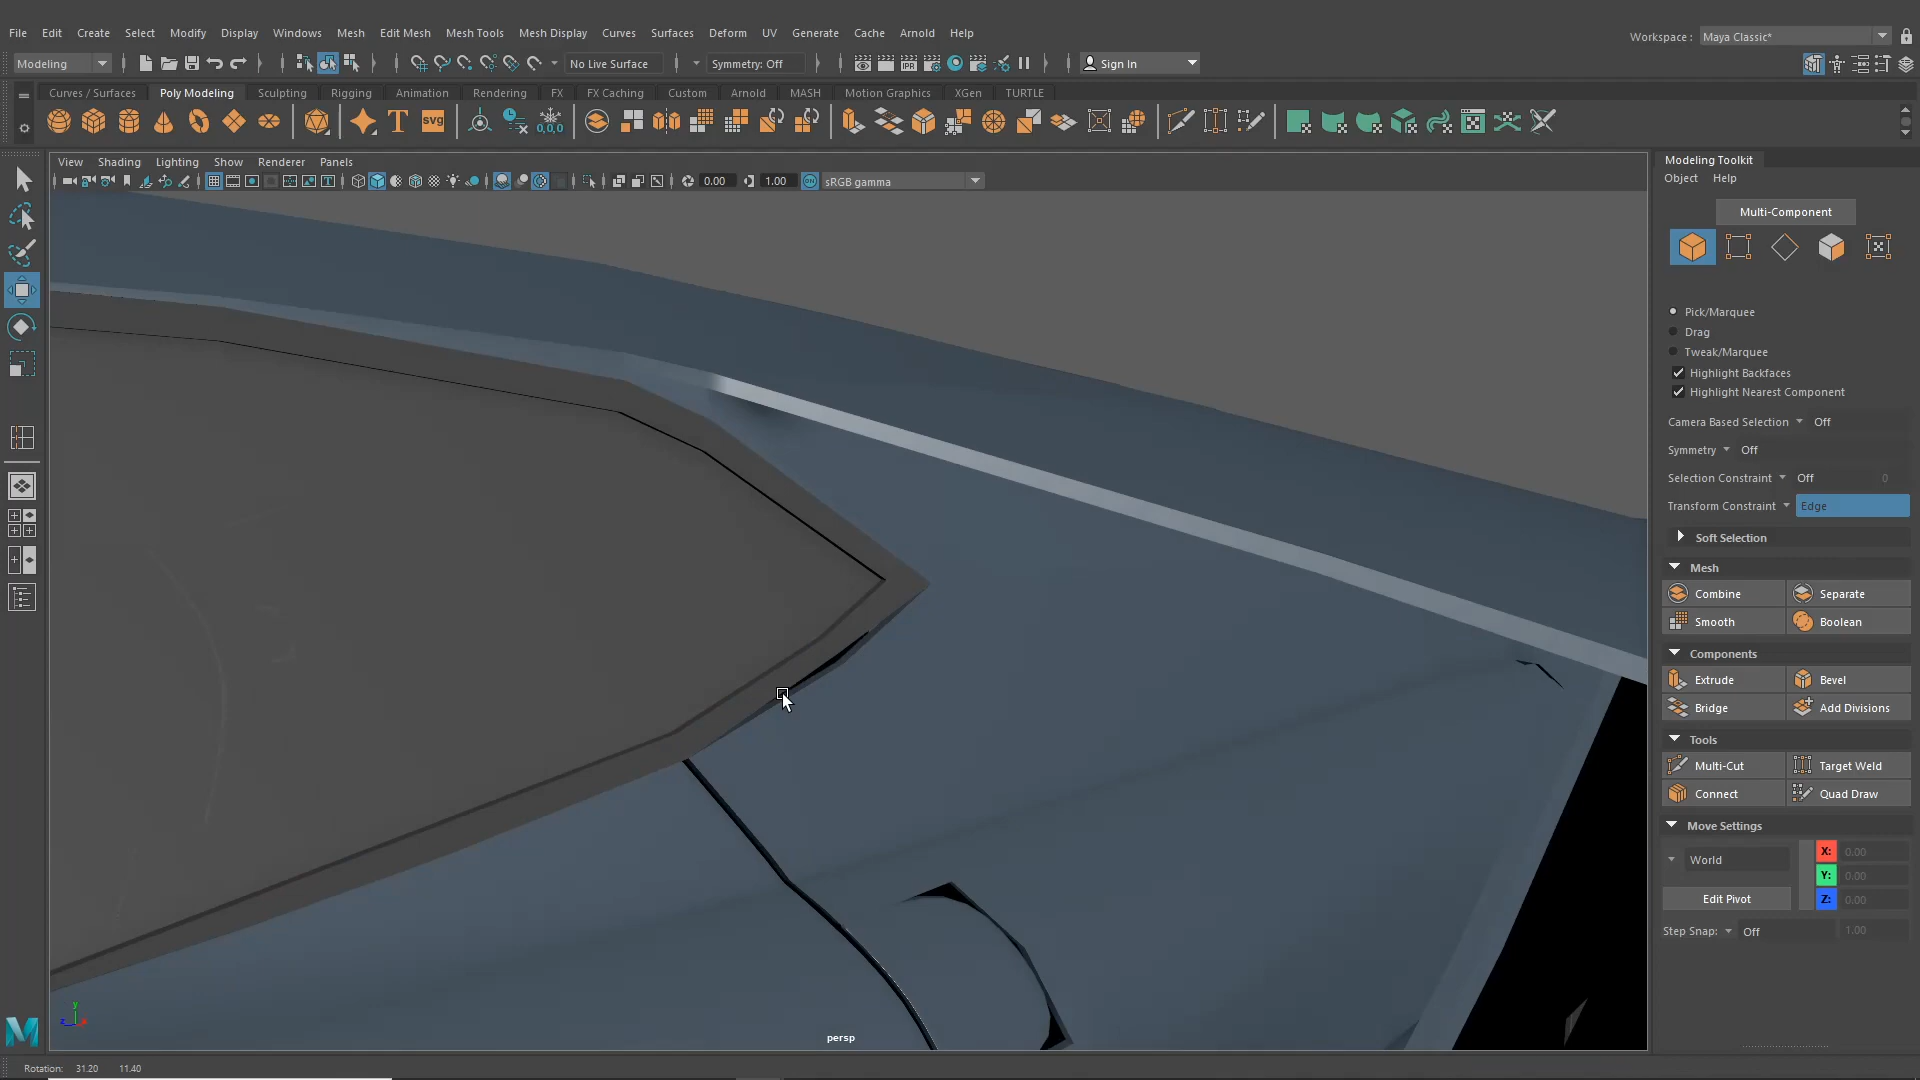 File Edit Create Select Modify Display Windows Mesh Edit Mesh Mesh Tools Mesh Display Curves Surfaces Deform UV Generate Cache Arnold Help
Workspace : Maya Classic*
Modeling No Live Surface Symmetry: Off Sign In
Curves / Surfaces Poly Modeling Sculpting Rigging Animation Rendering FX FX Caching Custom Arnold MASH Motion Graphics XGen TURTLE
T svg 0,0,0 IPR
View Shading Lighting Show Renderer Panels
0.00 1.00 ON sRGB gamma
Modeling Toolkit
Object Help
Multi-Component
Pick/Marquee
Drag
Tweak/Marquee
Highlight Backfaces
Highlight Nearest Component
Camera Based Selection Off
Symmetry Off
Selection Constraint Off 0
Transform Constraint Edge
Soft Selection
Mesh
Combine Separate
Smooth Boolean
Components
Extrude Bevel
Bridge Add Divisions
Tools
Multi-Cut Target Weld
Connect Quad Draw
Move Settings
World X: 0.00
Y: 0.00
Edit Pivot Z: 0.00
Step Snap: Off 1.00
y
z
persp
M
Rotation: 31.20 11.40